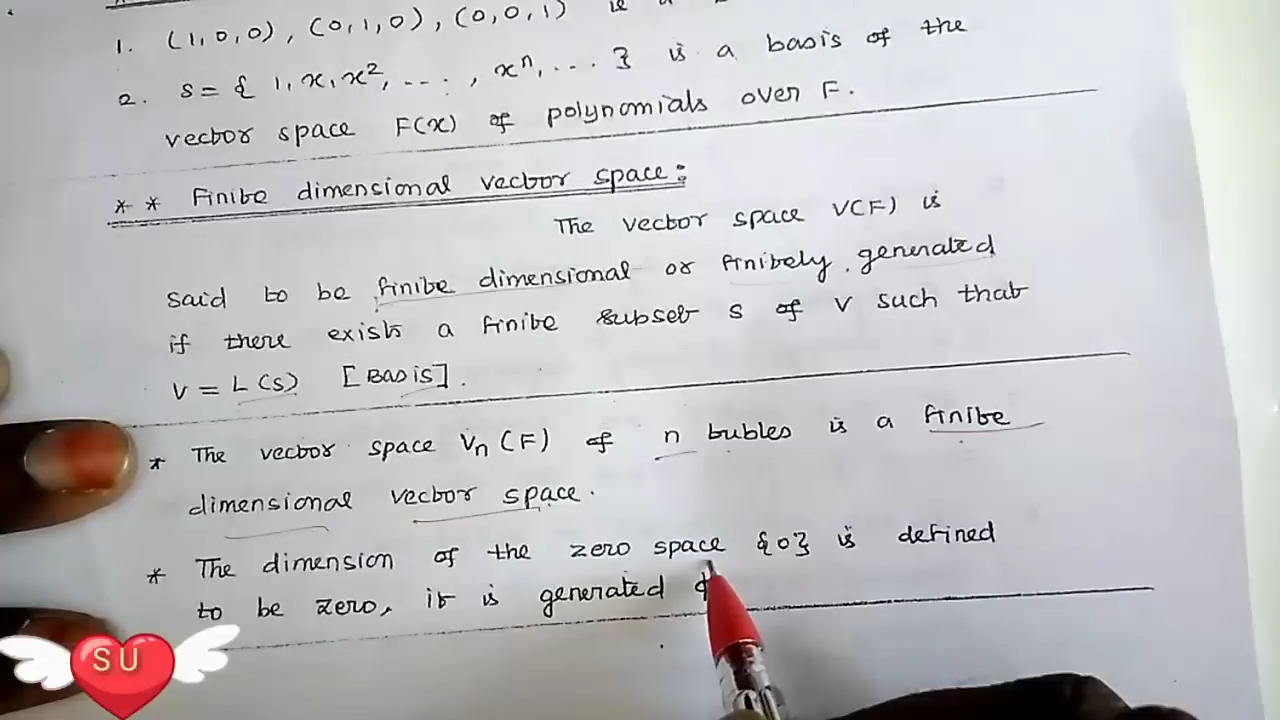 1. (1,0,0), (0,1,0), (0,0,1) is a
2. S = { 1, x, x², ...., xⁿ, ... } is a basis of the
vector space F(x) of polynomials over F.
* * Finite dimensional vector space:
The vector space V(F) is
said to be finite dimensional or finitely generated
if there exists a finite subset S of V such that
V = L(S) [Basis].
* The vector space Vₙ(F) of n tubles is a finite
dimensional vector space.
* The dimension of the zero space {0} is defined
to be zero, it is generated
SU